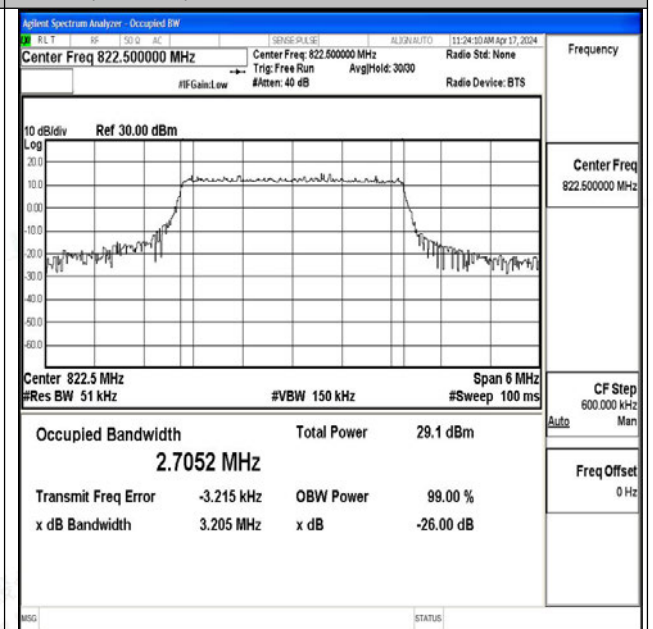 Agilent Spectrum Analyzer - Occupied BW
RLT RF 50 Ω AC SENSE:PULSE ALIGNAUTO 11:24:10 AM Apr 17, 2024
Center Freq 822.500000 MHz
Center Freq: 822.500000 MHz
Radio Std: None
Trig: Free Run Avg|Hold: 30/30
#IFGain:Low #Atten: 40 dB Radio Device: BTS
Frequency
10 dB/div Ref 30.00 dBm
Log
20.0
10.0
0.00
-10.0
-20.0
-30.0
-40.0
-50.0
-60.0
Center 822.5 MHz Span 6 MHz
#Res BW 51 kHz #VBW 150 kHz #Sweep 100 ms
Occupied Bandwidth Total Power 29.1 dBm
2.7052 MHz
Transmit Freq Error -3.215 kHz OBW Power 99.00 %
x dB Bandwidth 3.205 MHz x dB -26.00 dB
Center Freq
822.500000 MHz
CF Step
600.000 kHz
Auto Man
Freq Offset
0 Hz
MSG STATUS